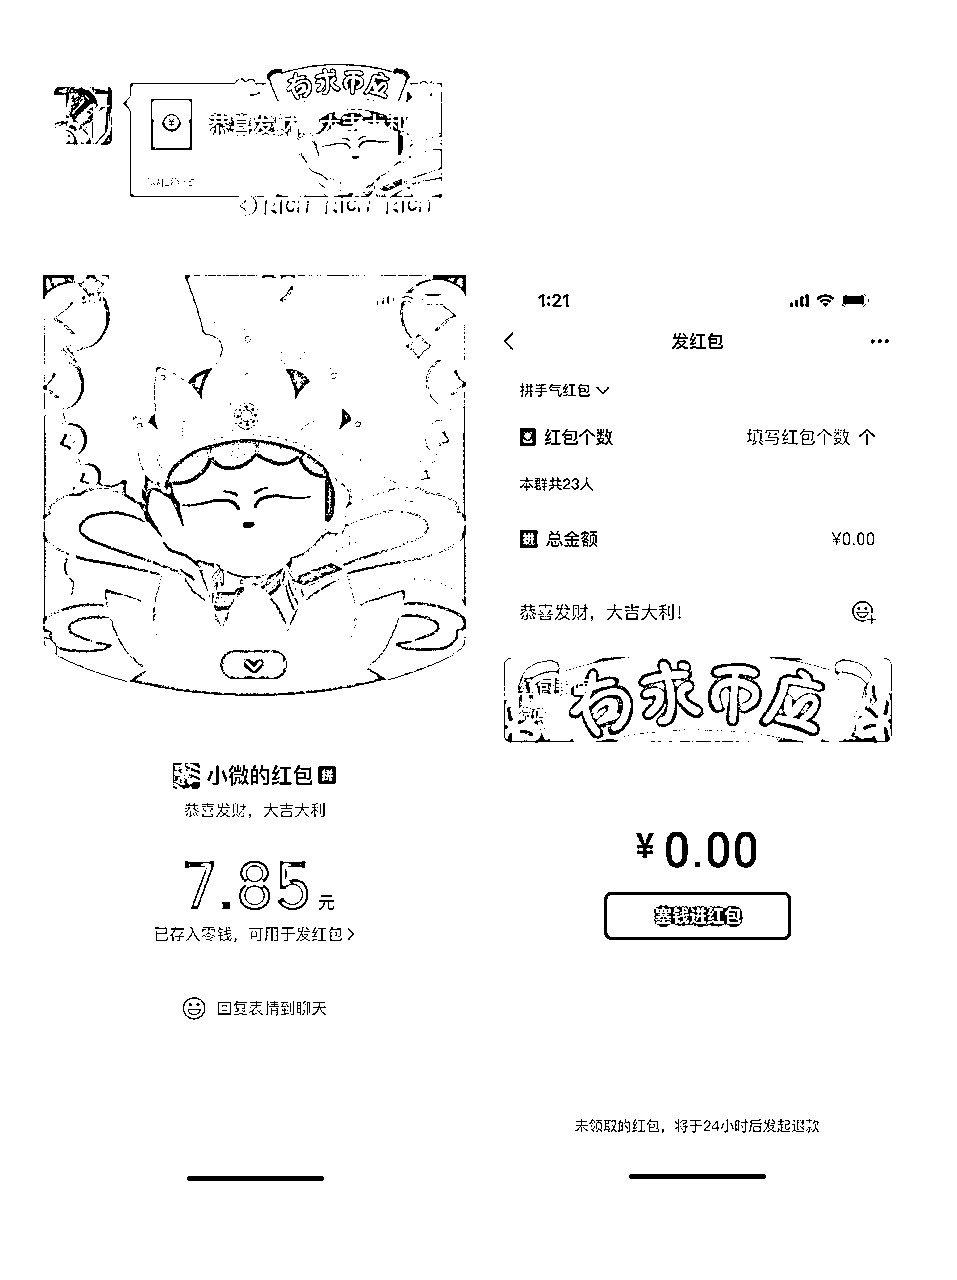 有求币应
恭喜发财，大吉大利
RICH RICH RICH
小微的红包 拼
恭喜发财，大吉大利
7.85元
已存入零钱，可用于发红包
回复表情到聊天
1:21
发红包
拼手气红包
红包个数 填写红包个数 个
本群共23人
拼 总金额 ¥0.00
恭喜发财，大吉大利！
有求币应
¥0.00
塞钱进红包
未领取的红包，将于24小时后发起退款